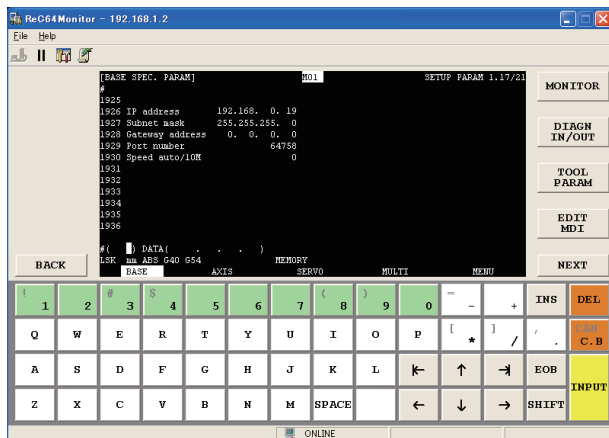 ReC64Monitor - 192.168.1.2
File Help
[BASE SPEC. PARAM] M01 SETUP PARAM 1.17/21
#
1925
1926 IP address 192.168. 0. 19
1927 Subnet mask 255.255.255. 0
1928 Gateway address 0. 0. 0. 0
1929 Port number 64758
1930 Speed auto/10M 0
1931
1932
1933
1934
1935
1936
#( ) DATA( . . . )
LSK mm ABS G40 G54 MEMORY
BASE AXIS SERVO MULTI MENU
MONITOR
DIAGN
IN/OUT
TOOL
PARAM
EDIT
MDI
BACK
NEXT
! 1 2 # 3 $ 4 5 6 7 ( 8 ) 9 0 = - + INS DEL
Q W E R T Y U I O P [ * ] / , . CAN C.B
A S D F G H J K L |← ↑ →| EOB INPUT
Z X C V B N M SPACE ← ↓ → SHIFT
ONLINE